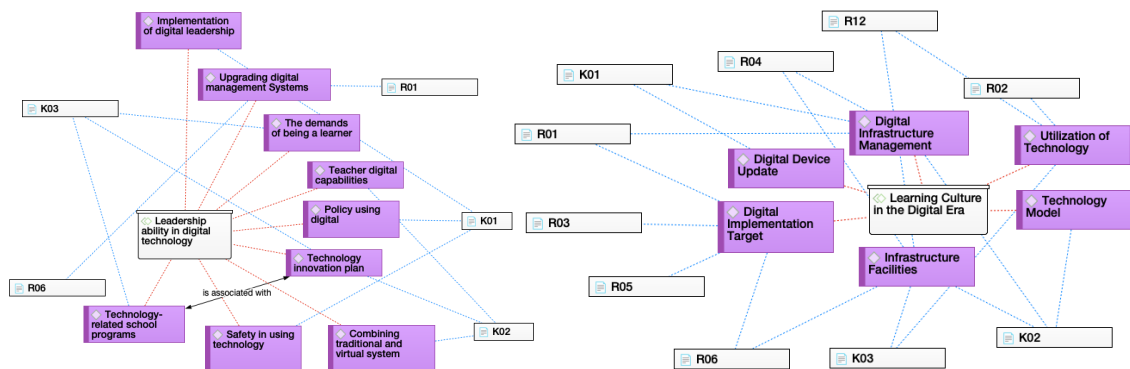 Implementation
of digital leadership
Upgrading digital
management Systems
R01
K03
The demands
of being a learner
Teacher digital
capabilities
Leadership
ability in digital
technology
Policy using
digital
K01
Technology
innovation plan
R06
is associated with
Technology-
related school
programs
Safety in using
technology
Combining
traditional and
virtual system
K02
R12
R04
K01
R02
R01
Digital
Infrastructure
Management
Utilization of
Technology
Digital Device
Update
Learning Culture
in the Digital Era
Technology
Model
Digital
Implementation
Target
R03
Infrastructure
Facilities
R05
K02
R06
K03